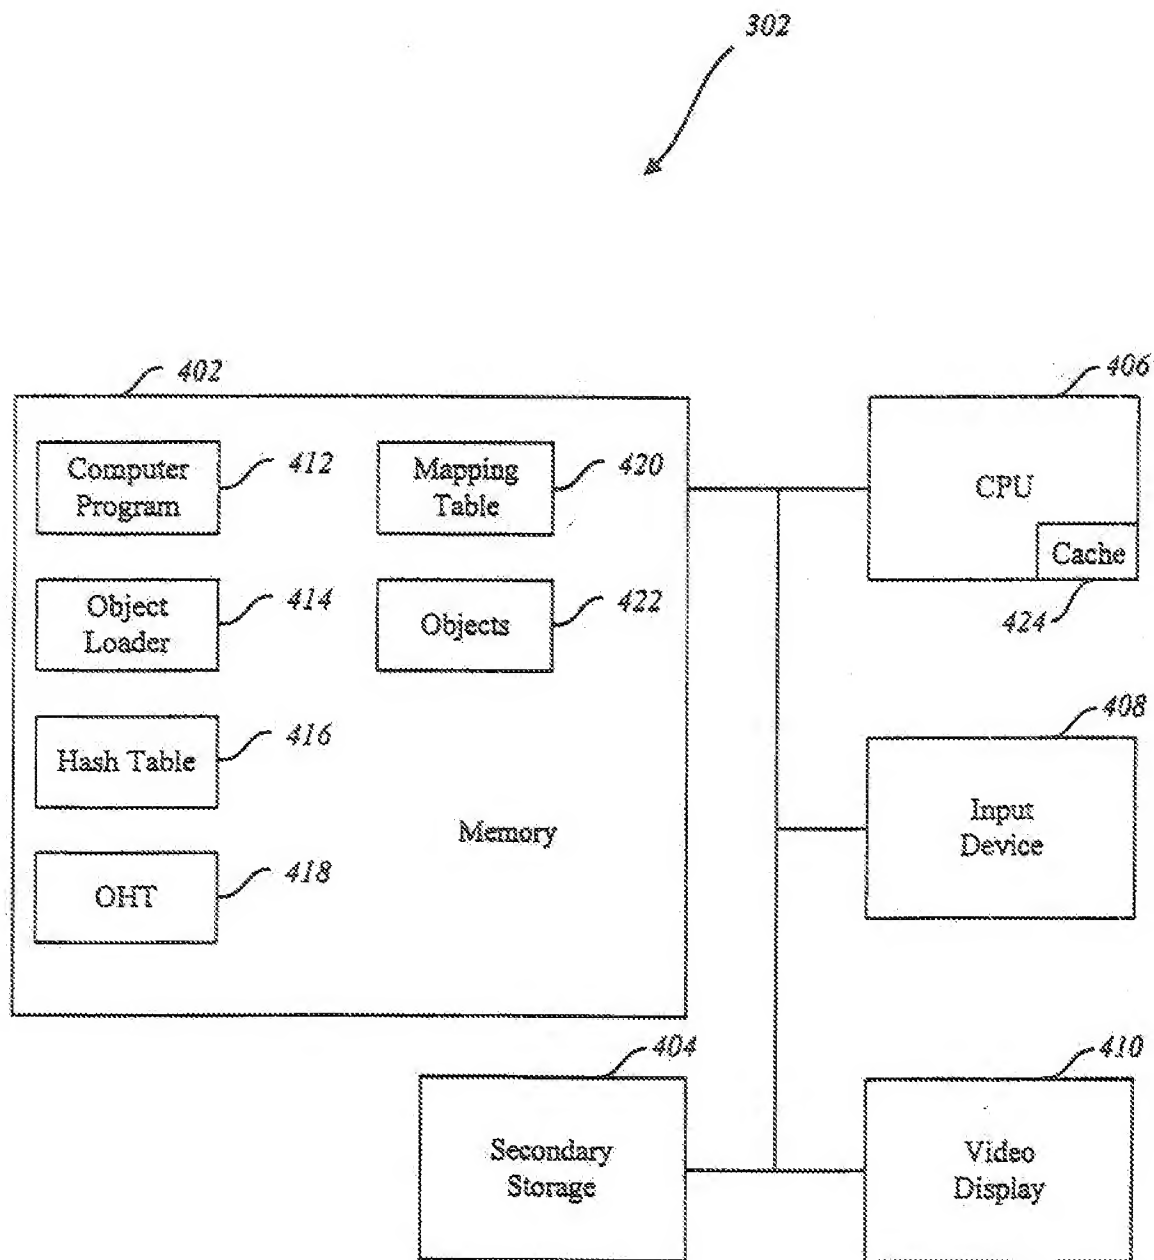 302
402
406
Computer
Program
412
Mapping
Table
420
CPU
Cache
424
Object
Loader
414
Objects
422
Hash Table
416
408
Input
Device
Memory
OHT
418
404
Secondary
Storage
410
Video
Display